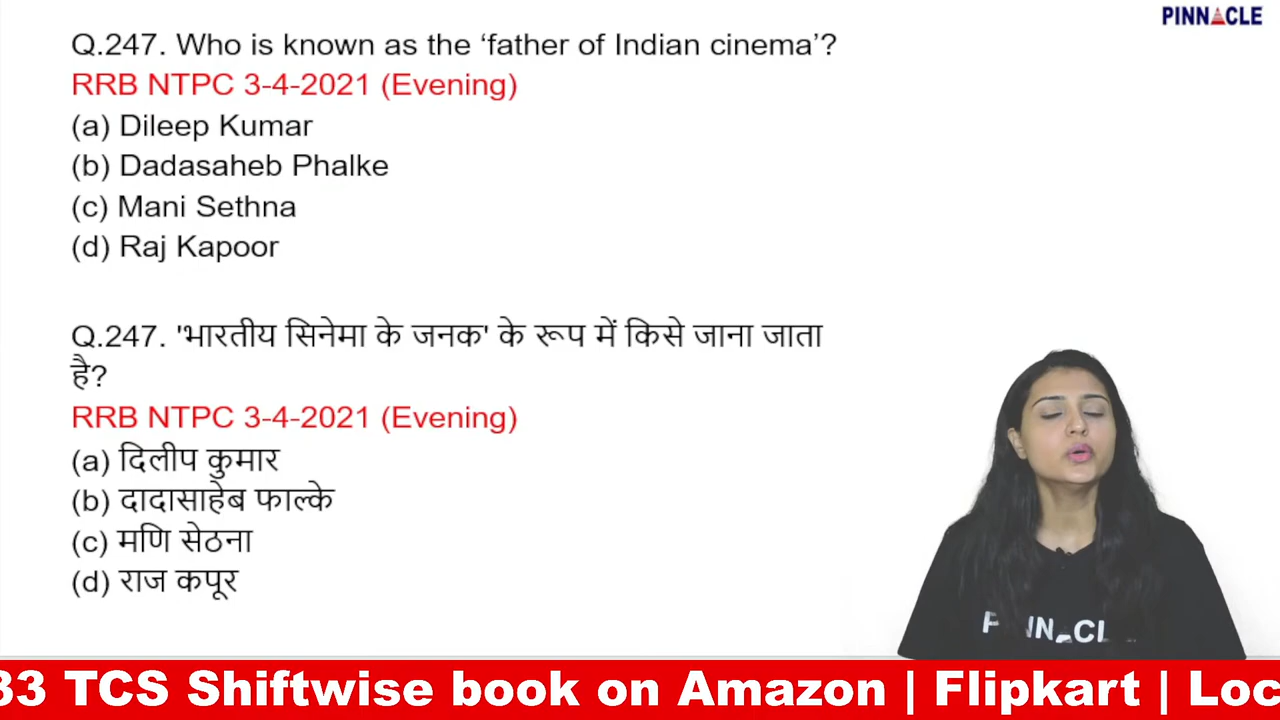 PINNACLE
Q.247. Who is known as the ‘father of Indian cinema’?
RRB NTPC 3-4-2021 (Evening)
(a) Dileep Kumar
(b) Dadasaheb Phalke
(c) Mani Sethna
(d) Raj Kapoor
Q.247. 'भारतीय सिनेमा के जनक' के रूप में किसे जाना जाता
है?
RRB NTPC 3-4-2021 (Evening)
(a) दिलीप कुमार
(b) दादासाहेब फाल्के
(c) मणि सेठना
(d) राज कपूर
33 TCS Shiftwise book on Amazon | Flipkart | Loc